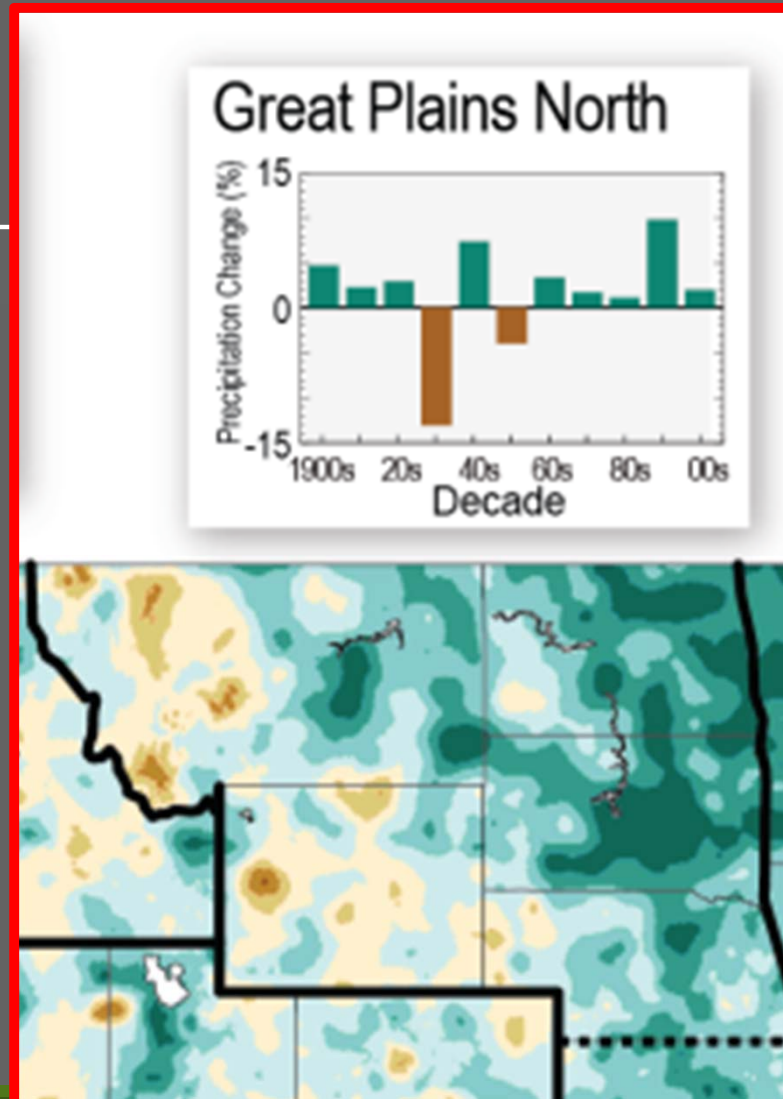 Great Plains North
Precipitation Change (%)
15
0
-15
1900s 20s 40s 60s 80s 00s
Decade